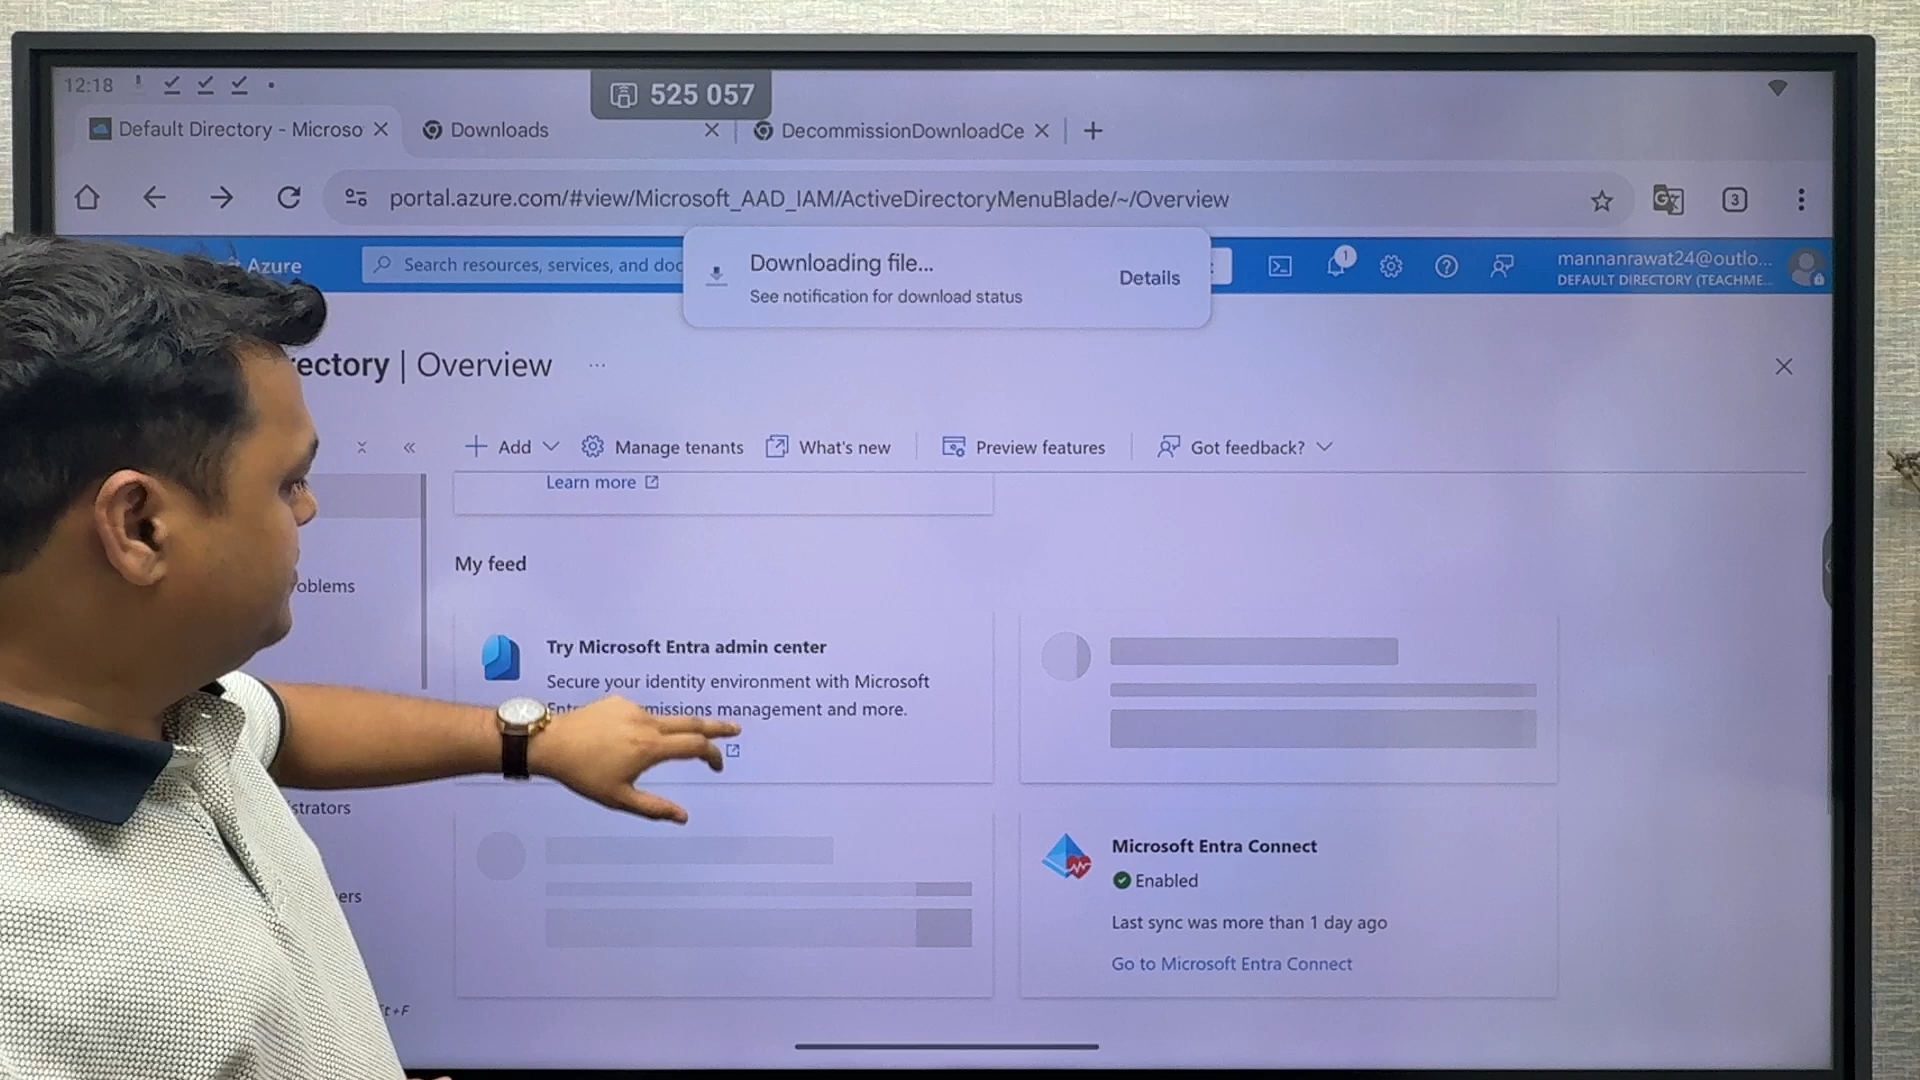 12:18
525 057
Default Directory - Microso
Downloads
DecommissionDownloadCe
portal.azure.com/#view/Microsoft_AAD_IAM/ActiveDirectoryMenuBlade/~/Overview
3
Azure
Search resources, services, and doc
Downloading file...
See notification for download status
Details
1
mannanrawat24@outlo...
DEFAULT DIRECTORY (TEACHME...
ectory | Overview
Add
Manage tenants
What's new
Preview features
Got feedback?
Learn more
My feed
oblems
Try Microsoft Entra admin center
Secure your identity environment with Microsoft
Ent missions management and more.
strators
ers
Microsoft Entra Connect
Enabled
Last sync was more than 1 day ago
Go to Microsoft Entra Connect
t+F